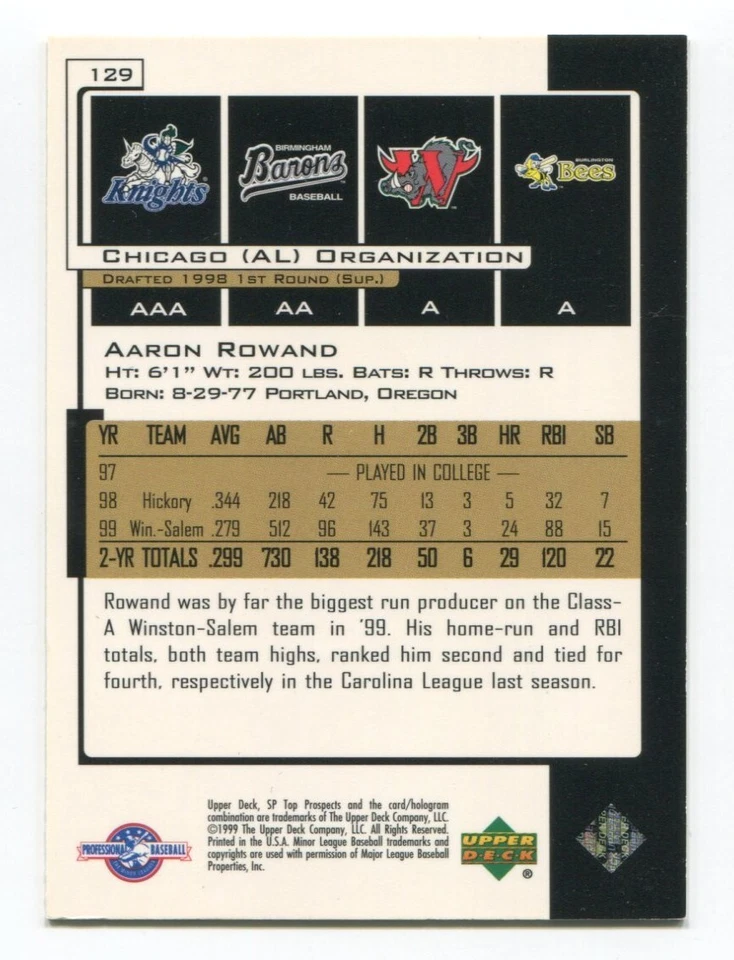 129
Knights
BIRMINGHAM
Barons
BASEBALL
W
BURLINGTON
Bees
CHICAGO (AL) ORGANIZATION
DRAFTED 1998 1ST ROUND (SUP.)
AAA AA A A
AARON ROWAND
HT: 6'1" WT: 200 LBS. BATS: R THROWS: R
BORN: 8-29-77 PORTLAND, OREGON
YR TEAM AVG AB R H 2B 3B HR RBI SB
97 — PLAYED IN COLLEGE —
98 Hickory .344 218 42 75 13 3 5 32 7
99 Win.-Salem .279 512 96 143 37 3 24 88 15
2-YR TOTALS .299 730 138 218 50 6 29 120 22
Rowand was by far the biggest run producer on the Class-
A Winston-Salem team in '99. His home-run and RBI
totals, both team highs, ranked him second and tied for
fourth, respectively in the Carolina League last season.
Upper Deck, SP Top Prospects and the card/hologram
combination are trademarks of The Upper Deck Company, LLC.
©1999 The Upper Deck Company, LLC. All Rights Reserved.
Printed in the U.S.A. Minor League Baseball trademarks and
copyrights are used with permission of Major League Baseball
Properties, Inc.
PROFESSIONAL BASEBALL
UPPER
DECK
®